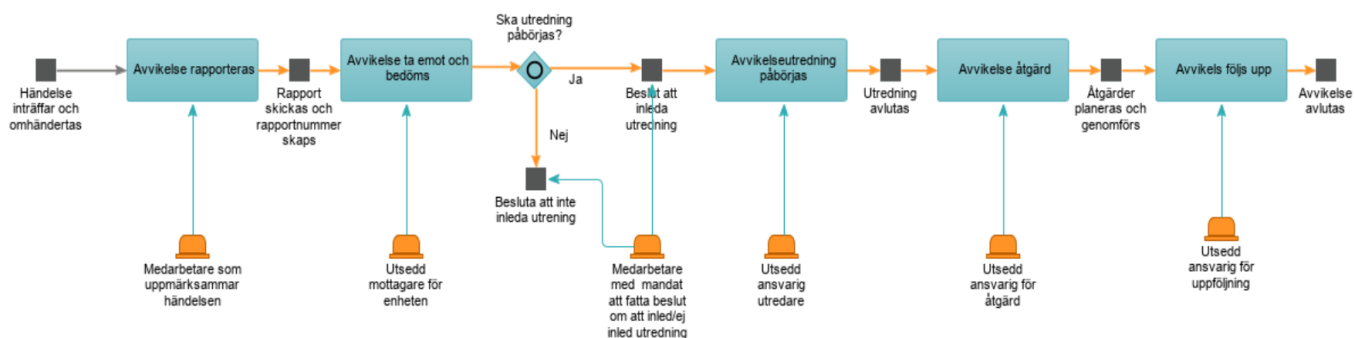 Ska utredning
påbörjas?
Händelse
inträffar och
omhändertas
Avvikelse rapporteras
Rapport
skickas och
rapportnummer
skaps
Avvikelse ta emot och
bedöms
Ja
Nej
Beslut att
inleda
utredning
Besluta att inte
inleda utrening
Avvikelseutredning
påbörjas
Utredning
avlutas
Avvikelse åtgärd
Åtgärder
planeras och
genomförs
Avvikels följs upp
Avvikelse
avlutas
Medarbetare som
uppmärksammar
händelsen
Utsedd
mottagare för
enheten
Medarbetare
med mandat
att fatta beslut
om att inled/ej
inled utredning
Utsedd
ansvarig
utredare
Utsedd
ansvarig för
åtgärd
Utsedd
ansvarig för
uppföljning